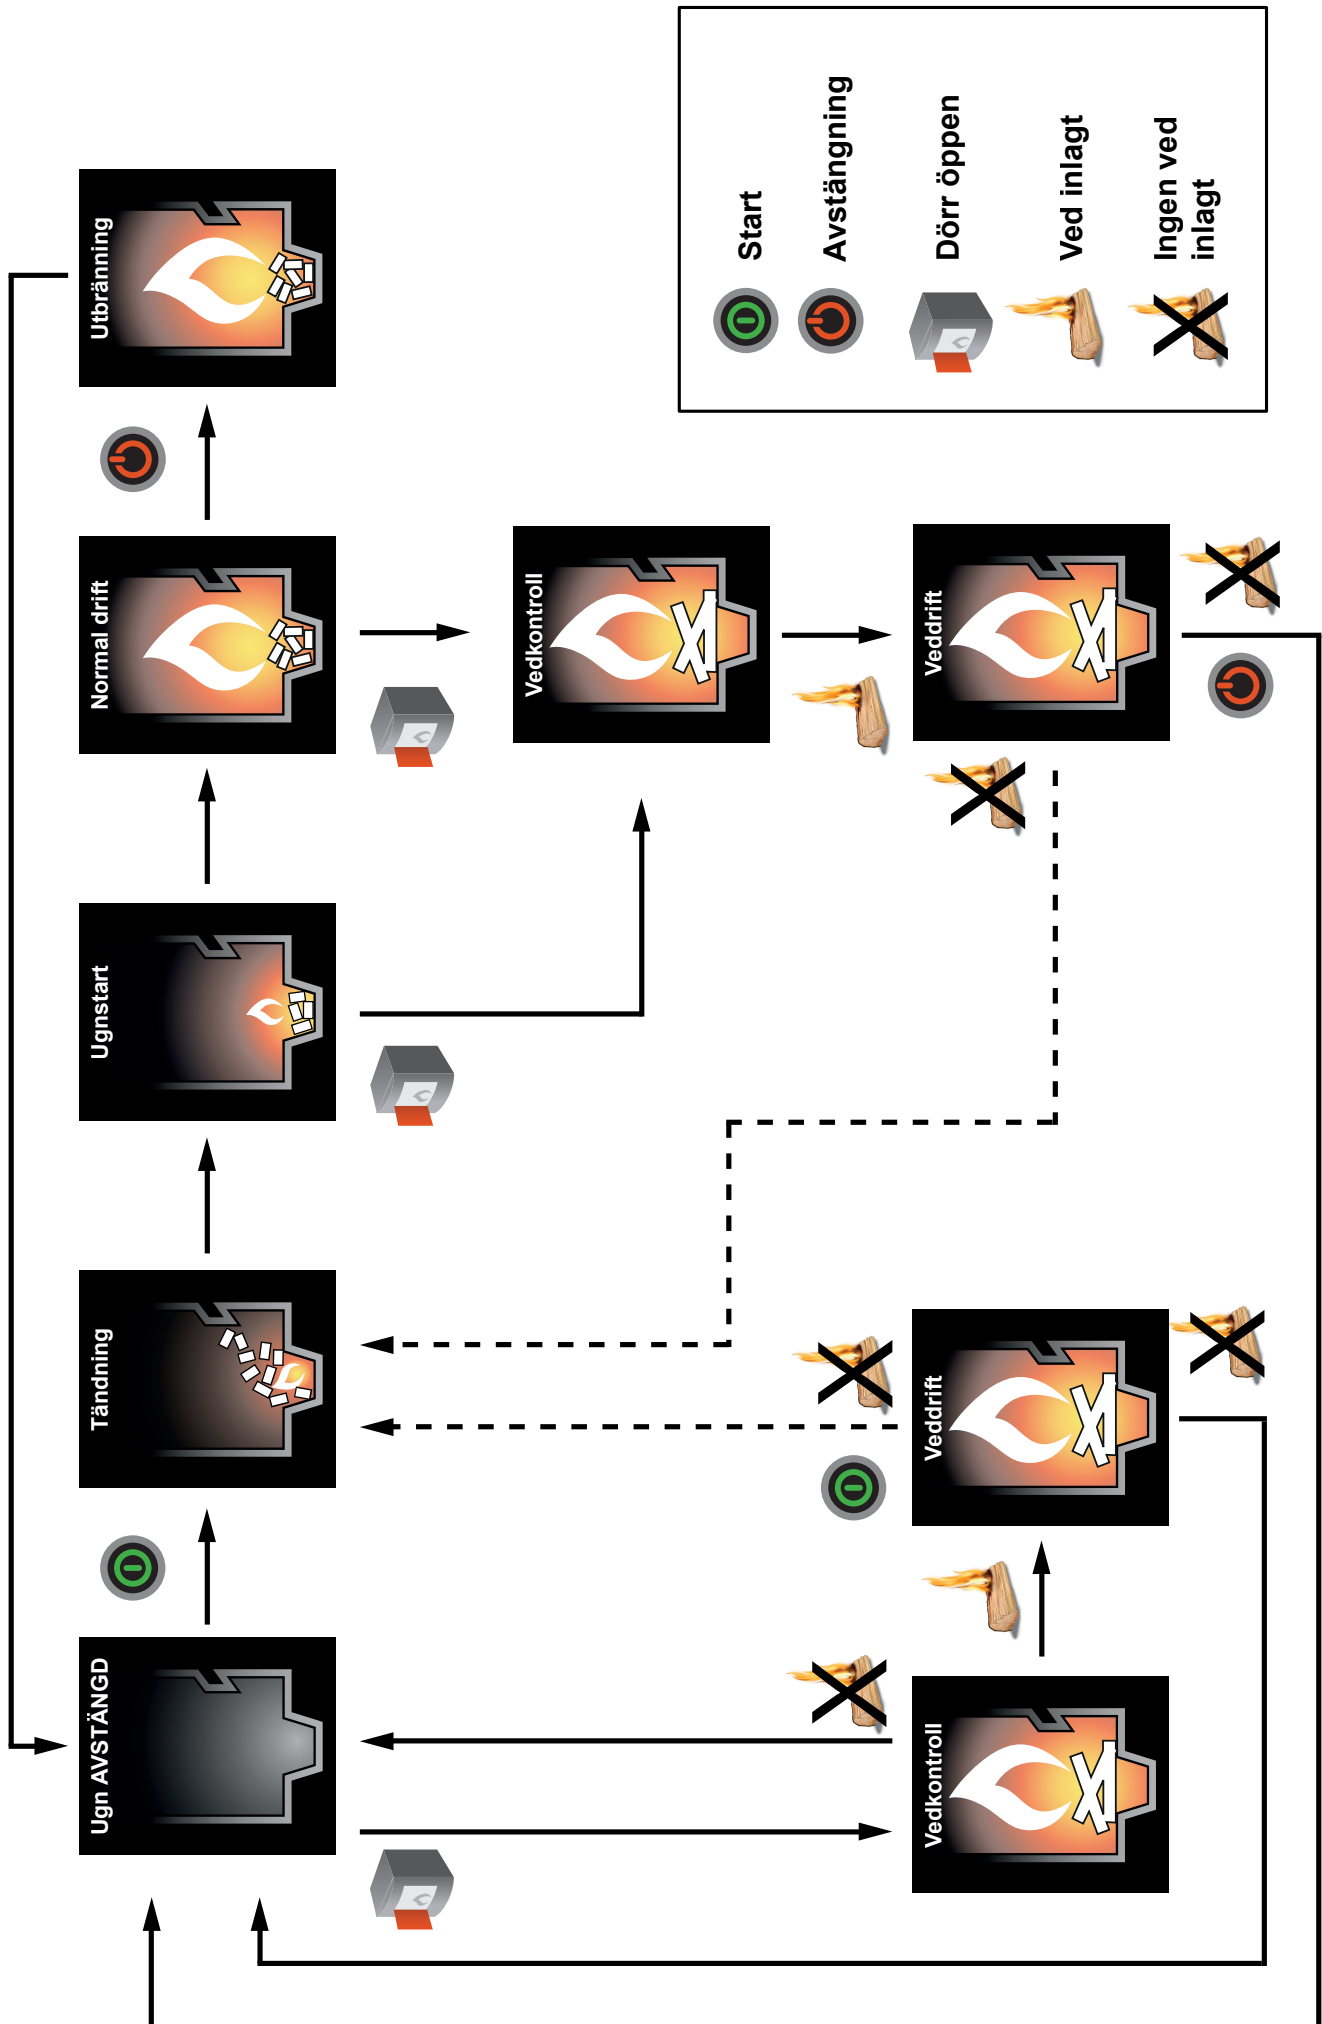 Ugn AVSTÄNGD
Tändning
Ugnstart
Normal drift
Utbränning
Vedkontroll
Veddrift
Vedkontroll
Veddrift
Start
Avstängning
Dörr öppen
Ved inlagt
Ingen ved
inlagt